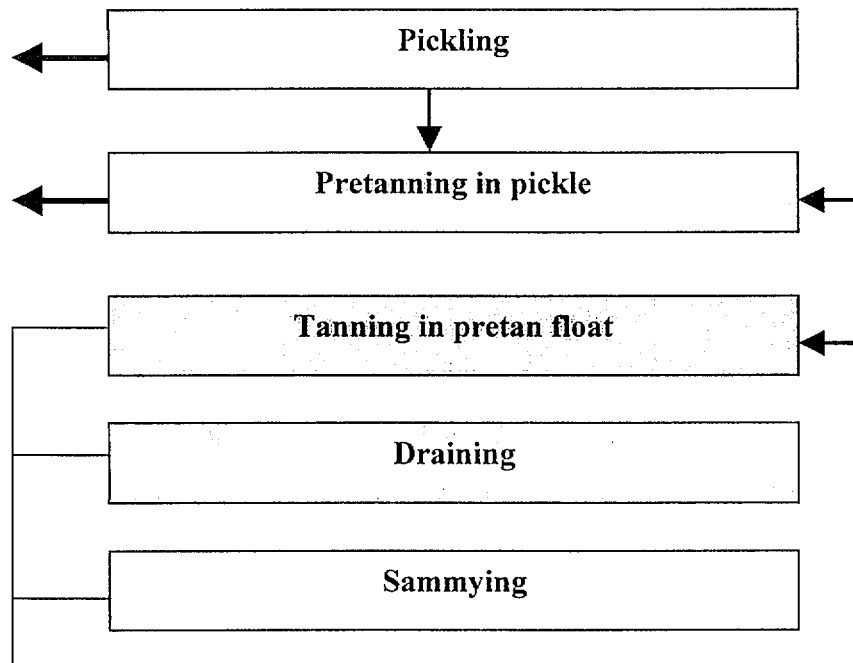 Pickling
Pretanning in pickle
Tanning in pretan float
Draining
Sammying